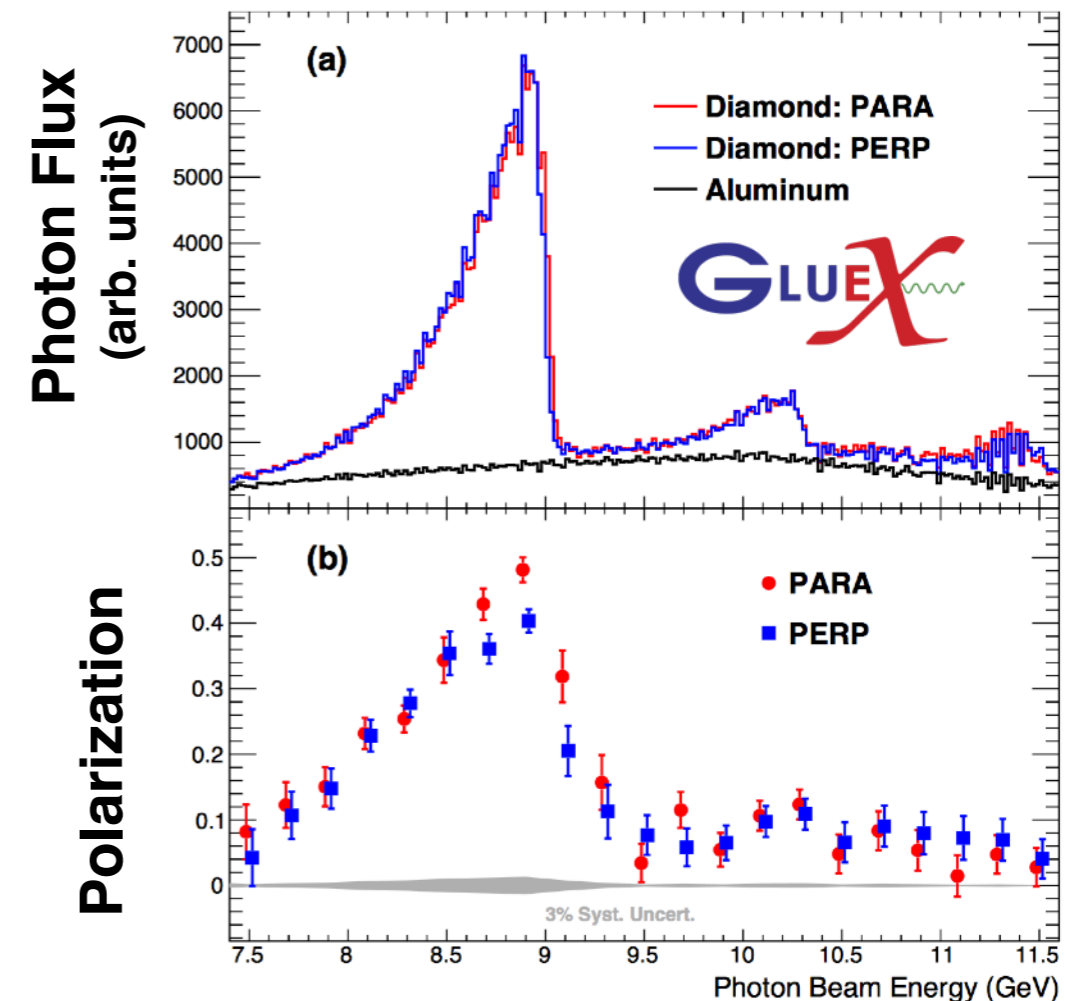 Photon Flux
(arb. units)
7000
6000
5000
4000
3000
2000
1000
(a)
Diamond: PARA
Diamond: PERP
Aluminum
GLUEX
Polarization
0.5
0.4
0.3
0.2
0.1
0
(b)
PARA
PERP
3% Syst. Uncert.
7.5 8 8.5 9 9.5 10 10.5 11 11.5
Photon Beam Energy (GeV)